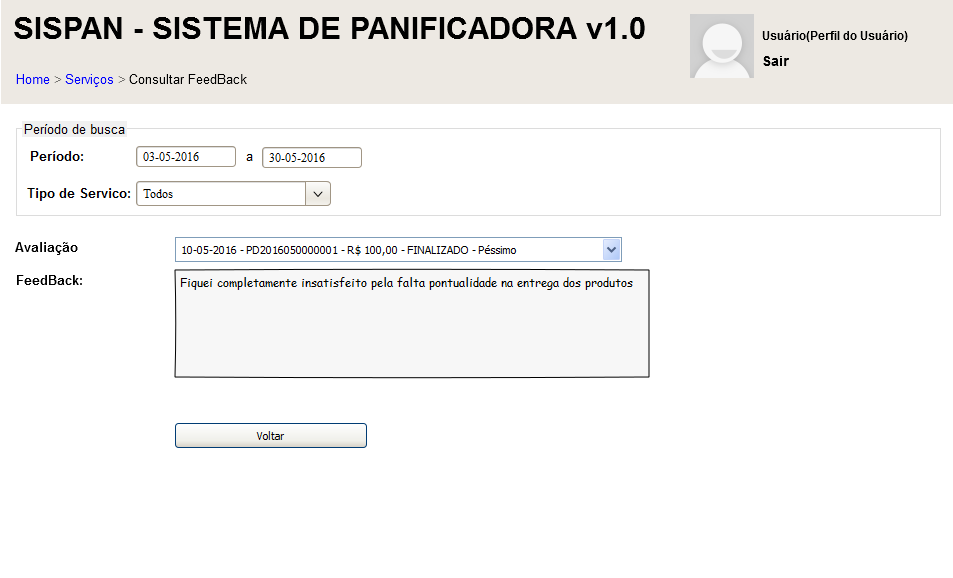 SISPAN - SISTEMA DE PANIFICADORA v1.0
Usuário(Perfil do Usuário)
Sair
Home > Serviços > Consultar FeedBack
Período de busca
Período: 03-05-2016 a 30-05-2016
Tipo de Servico: Todos
Avaliação 10-05-2016 - PD2016050000001 - R$ 100,00 - FINALIZADO - Péssimo
FeedBack: Fiquei completamente insatisfeito pela falta pontualidade na entrega dos produtos
Voltar